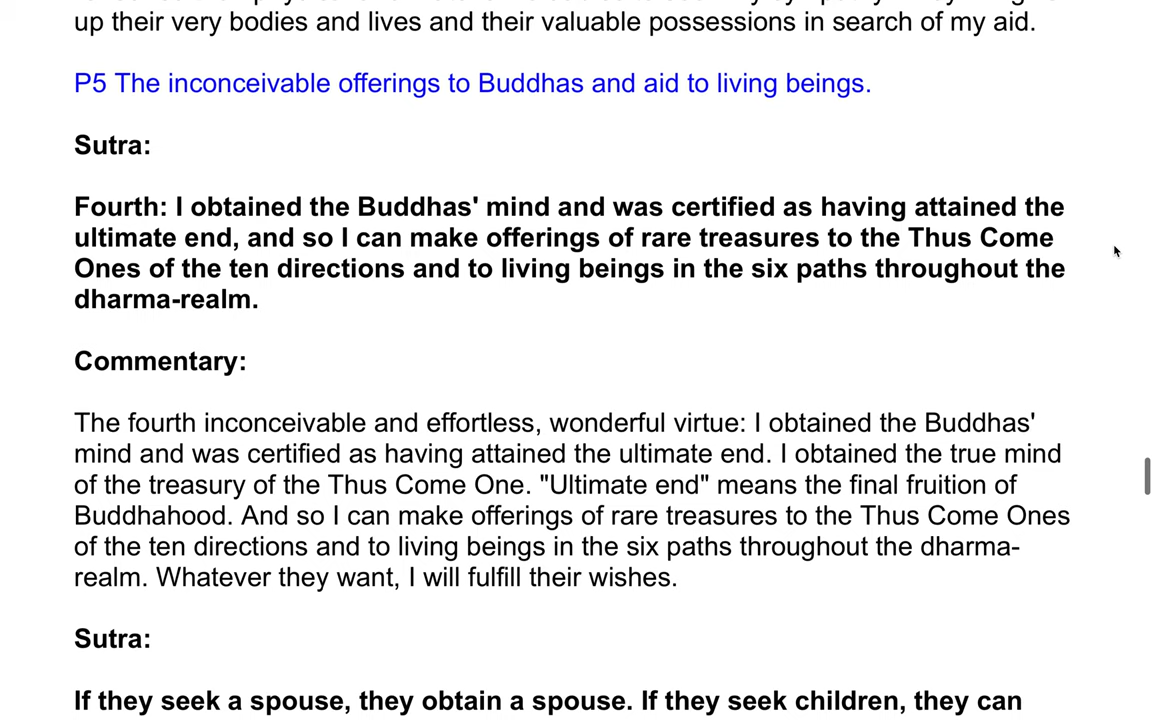 up their very bodies and lives and their valuable possessions in search of my aid.
P5 The inconceivable offerings to Buddhas and aid to living beings.
Sutra:
Fourth: I obtained the Buddhas' mind and was certified as having attained the
ultimate end, and so I can make offerings of rare treasures to the Thus Come
Ones of the ten directions and to living beings in the six paths throughout the
dharma-realm.
Commentary:
The fourth inconceivable and effortless, wonderful virtue: I obtained the Buddhas'
mind and was certified as having attained the ultimate end. I obtained the true mind
of the treasury of the Thus Come One. "Ultimate end" means the final fruition of
Buddhahood. And so I can make offerings of rare treasures to the Thus Come Ones
of the ten directions and to living beings in the six paths throughout the dharma-
realm. Whatever they want, I will fulfill their wishes.
Sutra:
If they seek a spouse, they obtain a spouse. If they seek children, they can